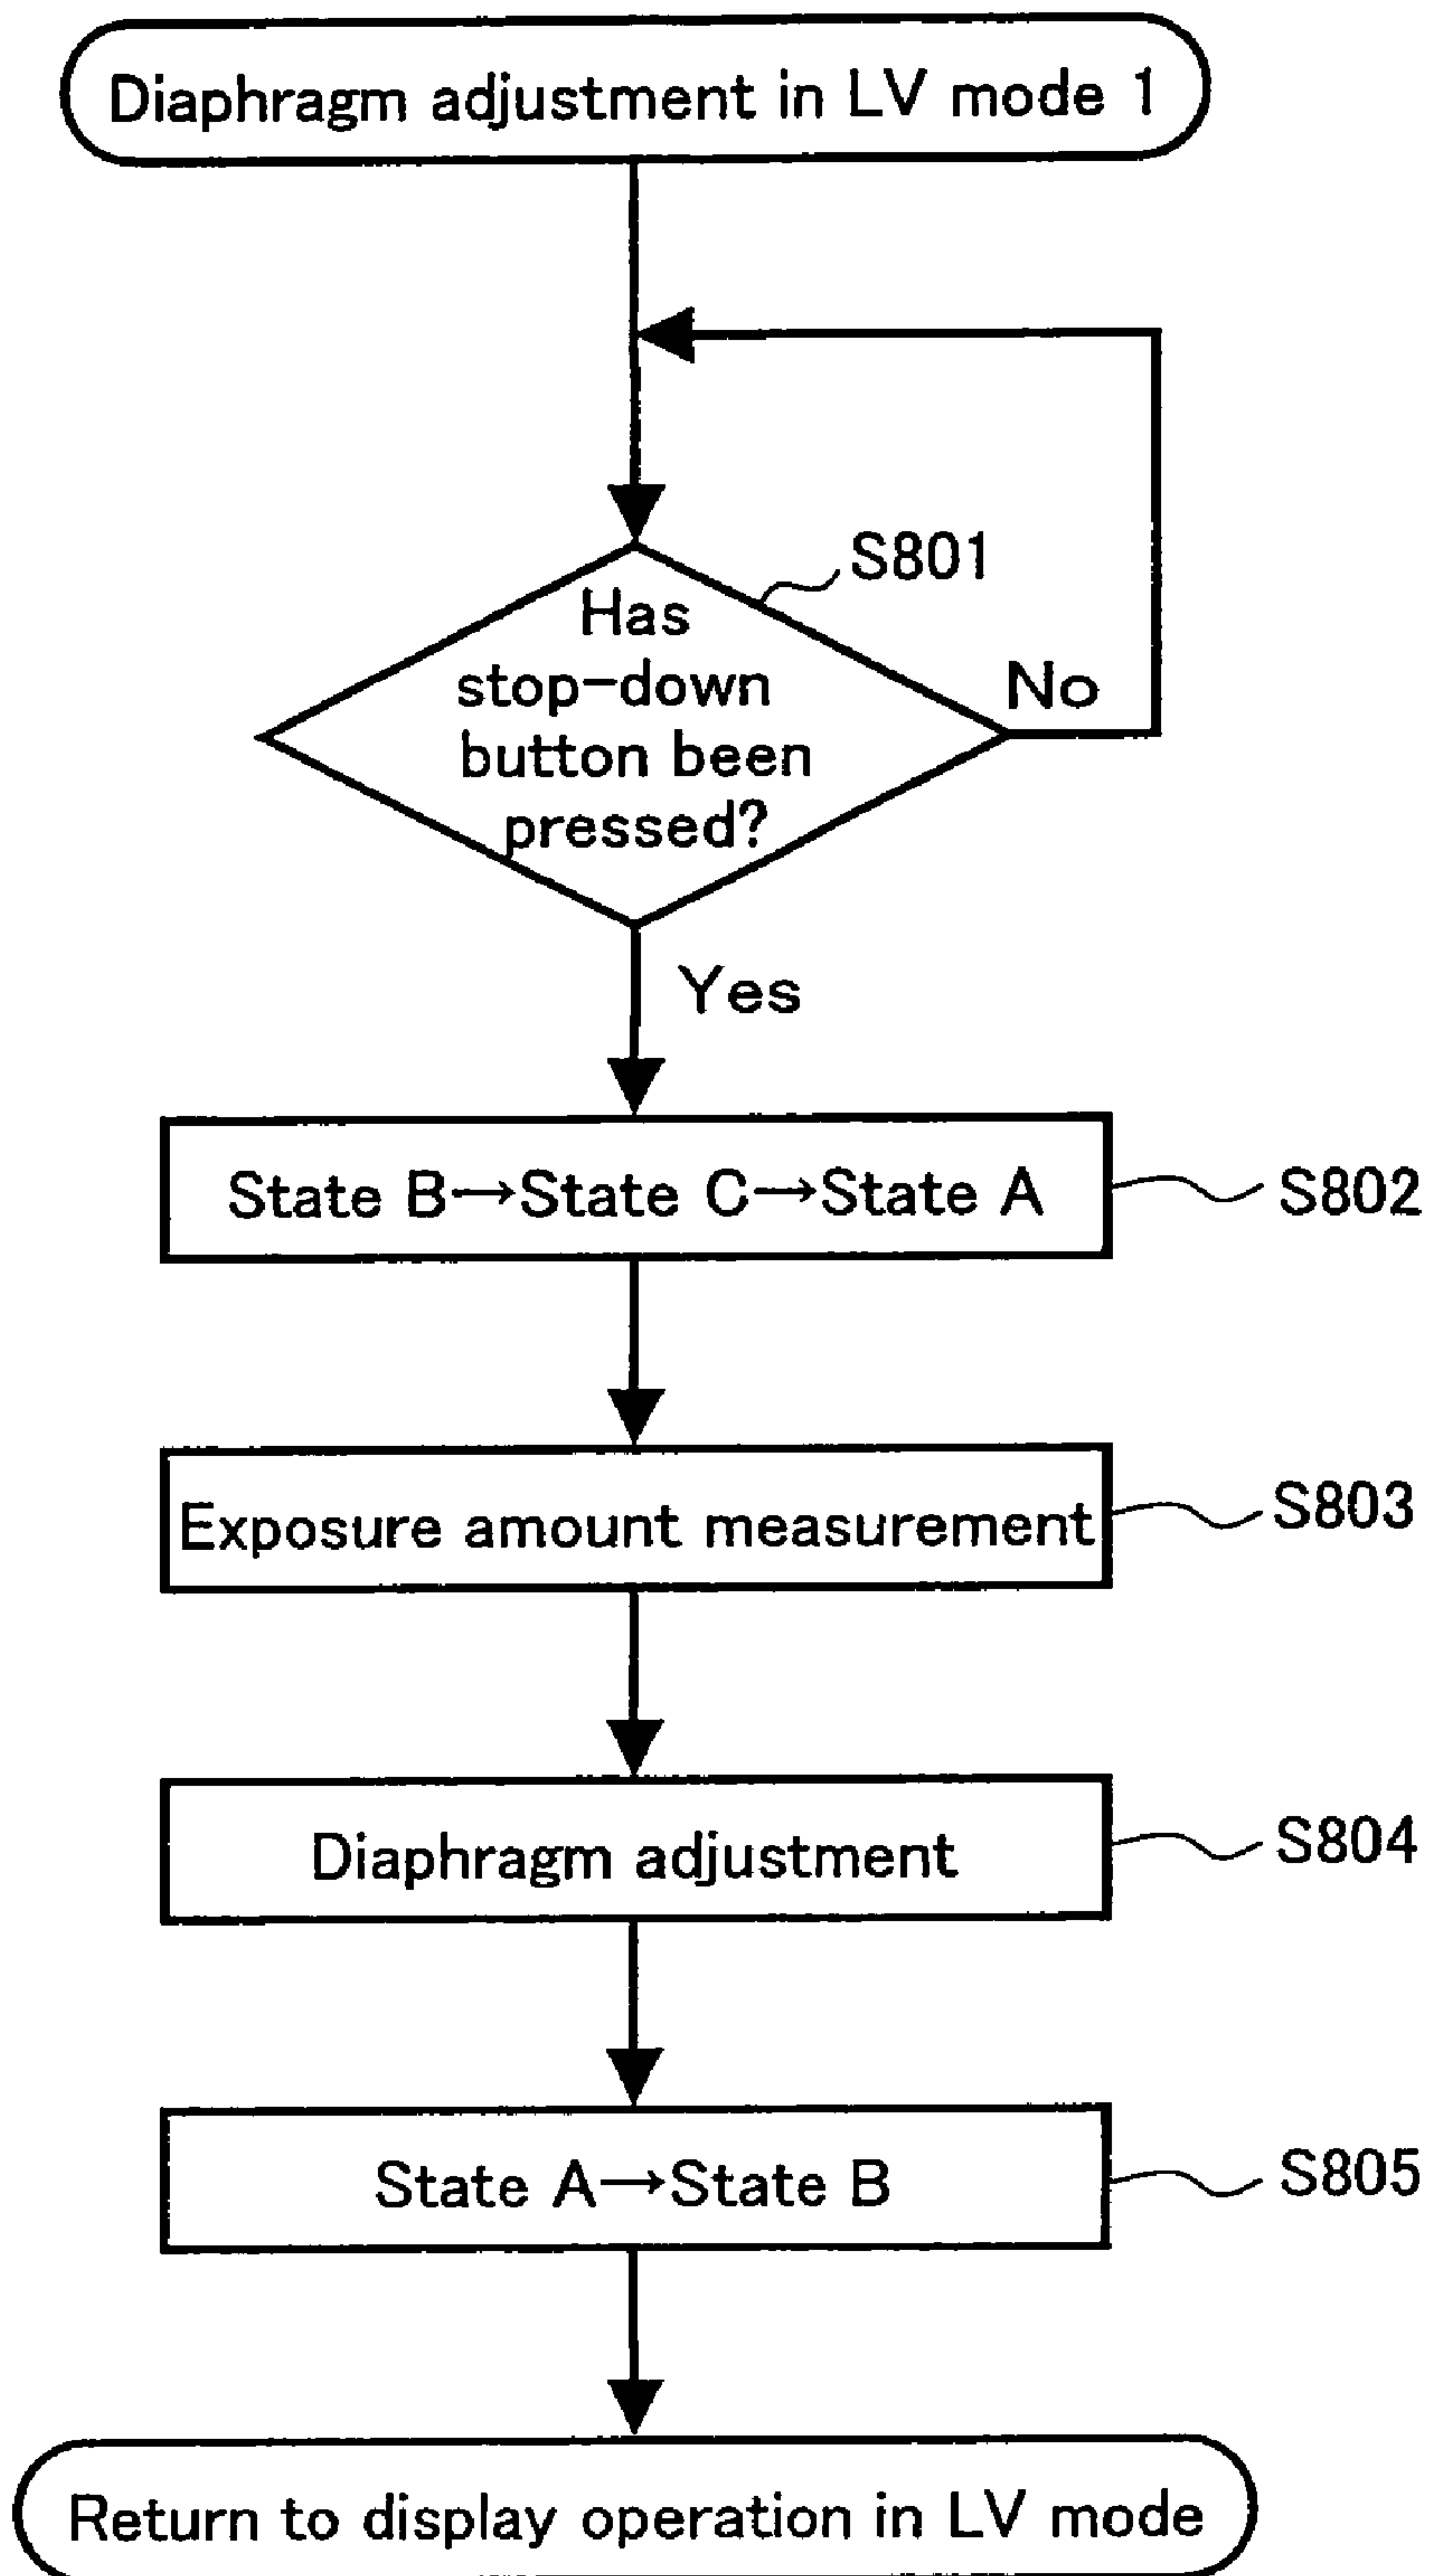 Diaphragm adjustment in LV mode 1
S801
Has
stop-down
button been
pressed?
No
Yes
State B→State C→State A
S802
Exposure amount measurement
S803
Diaphragm adjustment
S804
State A→State B
S805
Return to display operation in LV mode